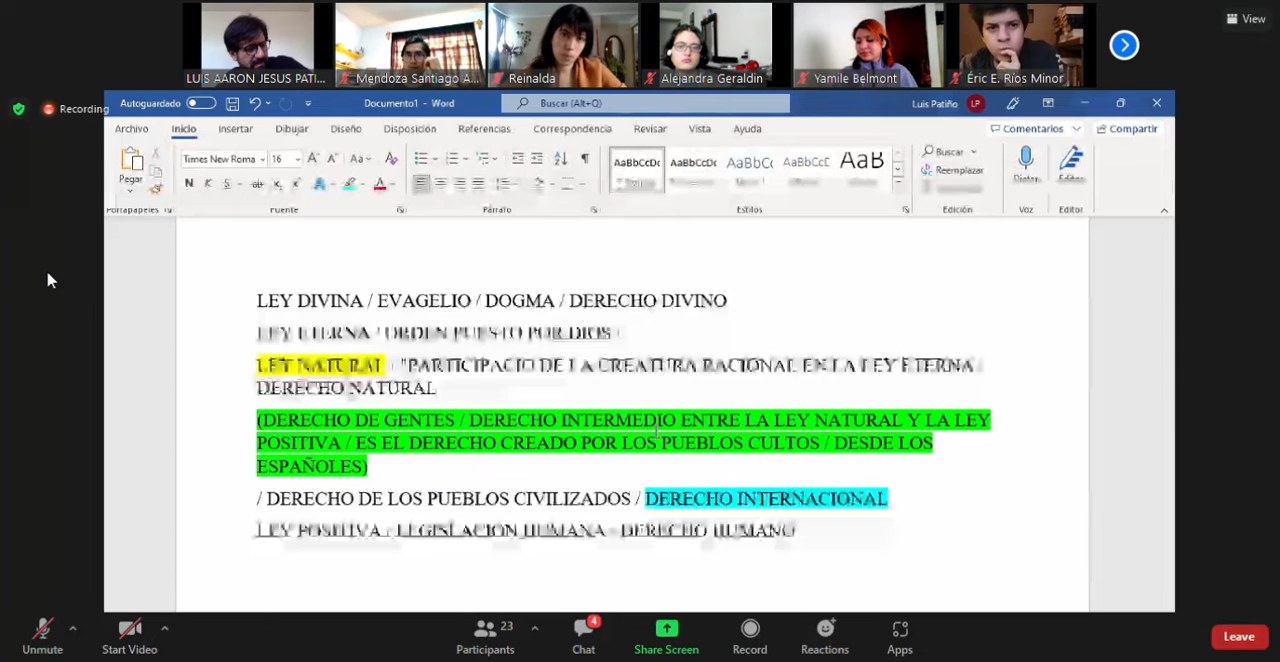 View
LUIS AARON JESUS PATI...
Mendoza Santiago A...
Reinalda
Alejandra Geraldin
Yamile Belmont
Éric E. Ríos Minor
Recording
Autoguardado
Documento1 - Word
Buscar (Alt+Q)
Luis Patiño
LP
Archivo
Inicio
Insertar
Dibujar
Diseño
Disposición
Referencias
Correspondencia
Revisar
Vista
Ayuda
Comentarios
Compartir
Pegar
Times New Roma
16
Aa
N K S ab
AaBbCcDc
AaBbCcDc
AaBbCc
AaBbCcD
AaB
Buscar
Reemplazar
Dictar
Editor
Portapapeles
Fuente
Párrafo
Estilos
Edición
Voz
Editor
LEY DIVINA / EVAGELIO / DOGMA / DERECHO DIVINO
LEY ETERNA / ORDEN PUESTO POR DIOS
LEY NATURAL "PARTICIPACIO DE LA CREATURA RACIONAL EN LA LEY ETERNA
DERECHO NATURAL
(DERECHO DE GENTES / DERECHO INTERMEDIO ENTRE LA LEY NATURAL Y LA LEY
POSITIVA / ES EL DERECHO CREADO POR LOS PUEBLOS CULTOS / DESDE LOS
ESPAÑOLES)
/ DERECHO DE LOS PUEBLOS CIVILIZADOS / DERECHO INTERNACIONAL
LEY POSITIVA - LEGISLACION HUMANA - DERECHO HUMANO
Unmute
Start Video
23
Participants
4
Chat
Share Screen
Record
Reactions
Apps
Leave